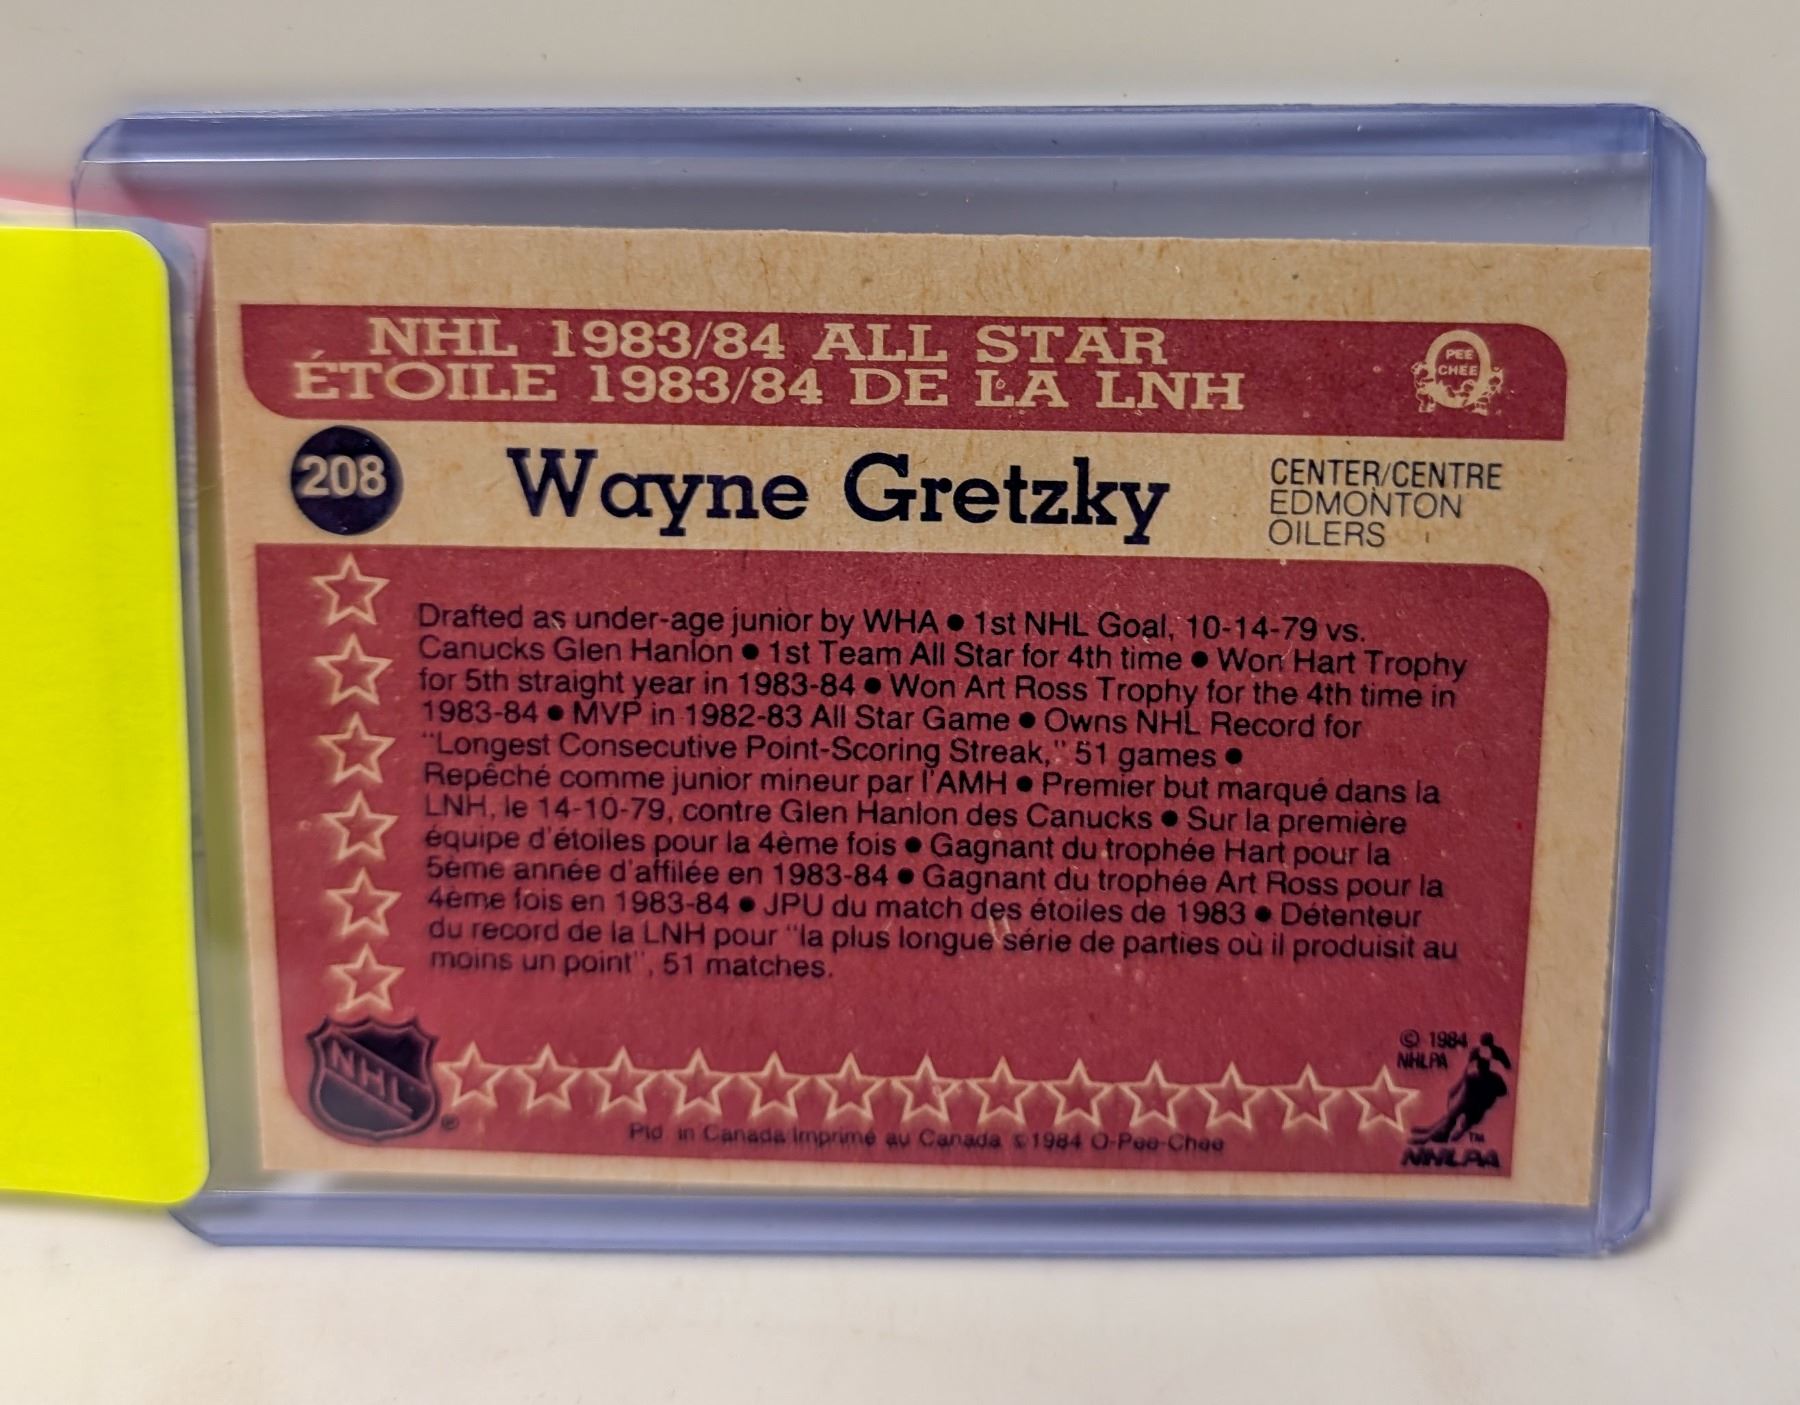 NHL 1983/84 ALL STAR
ÉTOILE 1983/84 DE LA LNH
O
PEE
CHEE
208
Wayne Gretzky
CENTER/CENTRE
EDMONTON
OILERS
Drafted as under-age junior by WHA ● 1st NHL Goal, 10-14-79 vs.
Canucks Glen Hanlon ● 1st Team All Star for 4th time ● Won Hart Trophy
for 5th straight year in 1983-84 ● Won Art Ross Trophy for the 4th time in
1983-84 ● MVP in 1982-83 All Star Game ● Owns NHL Record for
"Longest Consecutive Point-Scoring Streak," 51 games ●
Repêché comme junior mineur par l'AMH ● Premier but marqué dans la
LNH, le 14-10-79, contre Glen Hanlon des Canucks ● Sur la première
équipe d'étoiles pour la 4ème fois ● Gagnant du trophée Hart pour la
5ème année d'affilée en 1983-84 ● Gagnant du trophée Art Ross pour la
4ème fois en 1983-84 ● JPU du match des étoiles de 1983 ● Détenteur
du record de la LNH pour "la plus longue série de parties où il produisit au
moins un point", 51 matches.
© 1984
NHLPA
NHL
®
Ptd. in Canada/Imprimé au Canada ©1984 O-Pee-Chee
TM
NHLPA